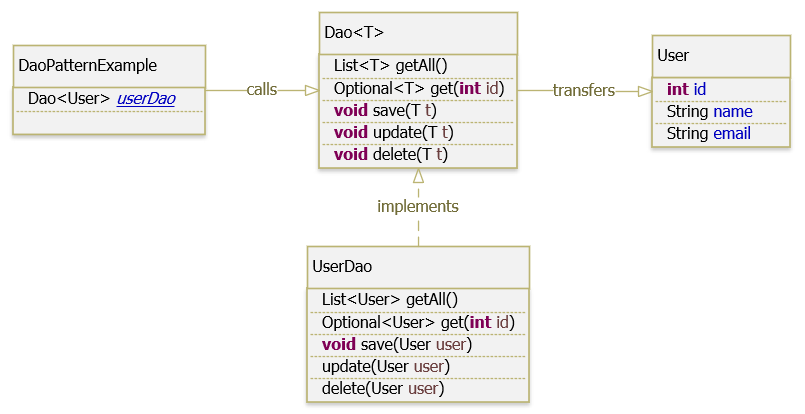 DaoPatternExample
Dao<User> userDao
calls
Dao<T>
List<T> getAll()
Optional<T> get(int id)
void save(T t)
void update(T t)
void delete(T t)
transfers
User
int id
String name
String email
implements
UserDao
List<User> getAll()
Optional<User> get(int id)
void save(User user)
update(User user)
delete(User user)